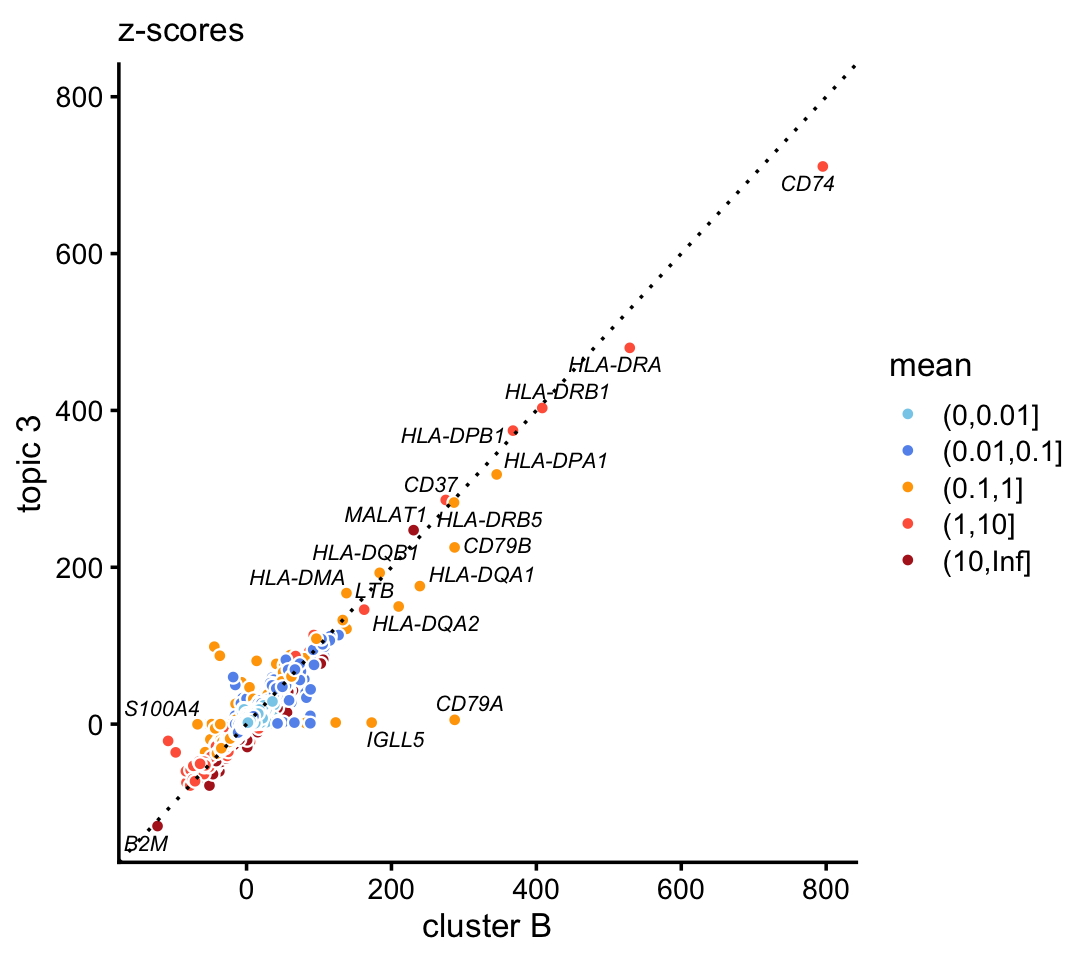 z-scores
800
600
400
200
0
topic 3
CD74
HLA-DRA
HLA-DRB1
HLA-DPB1
HLA-DPA1
CD37
MALAT1
HLA-DRB5
HLA-DQB1
CD79B
HLA-DMA
HLA-DQA1
LTB
HLA-DQA2
S100A4
CD79A
IGLL5
B2M
0
200
400
600
800
cluster B
mean
(0,0.01]
(0.01,0.1]
(0.1,1]
(1,10]
(10,Inf]